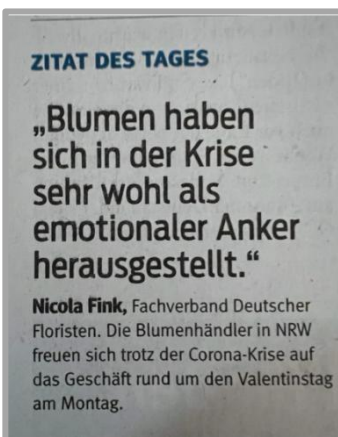 ZITAT DES TAGES
„Blumen haben
sich in der Krise
sehr wohl als
emotionaler Anker
herausgestellt.“
Nicola Fink, Fachverband Deutscher
Floristen. Die Blumenhändler in NRW
freuen sich trotz der Corona-Krise auf
das Geschäft rund um den Valentinstag
am Montag.